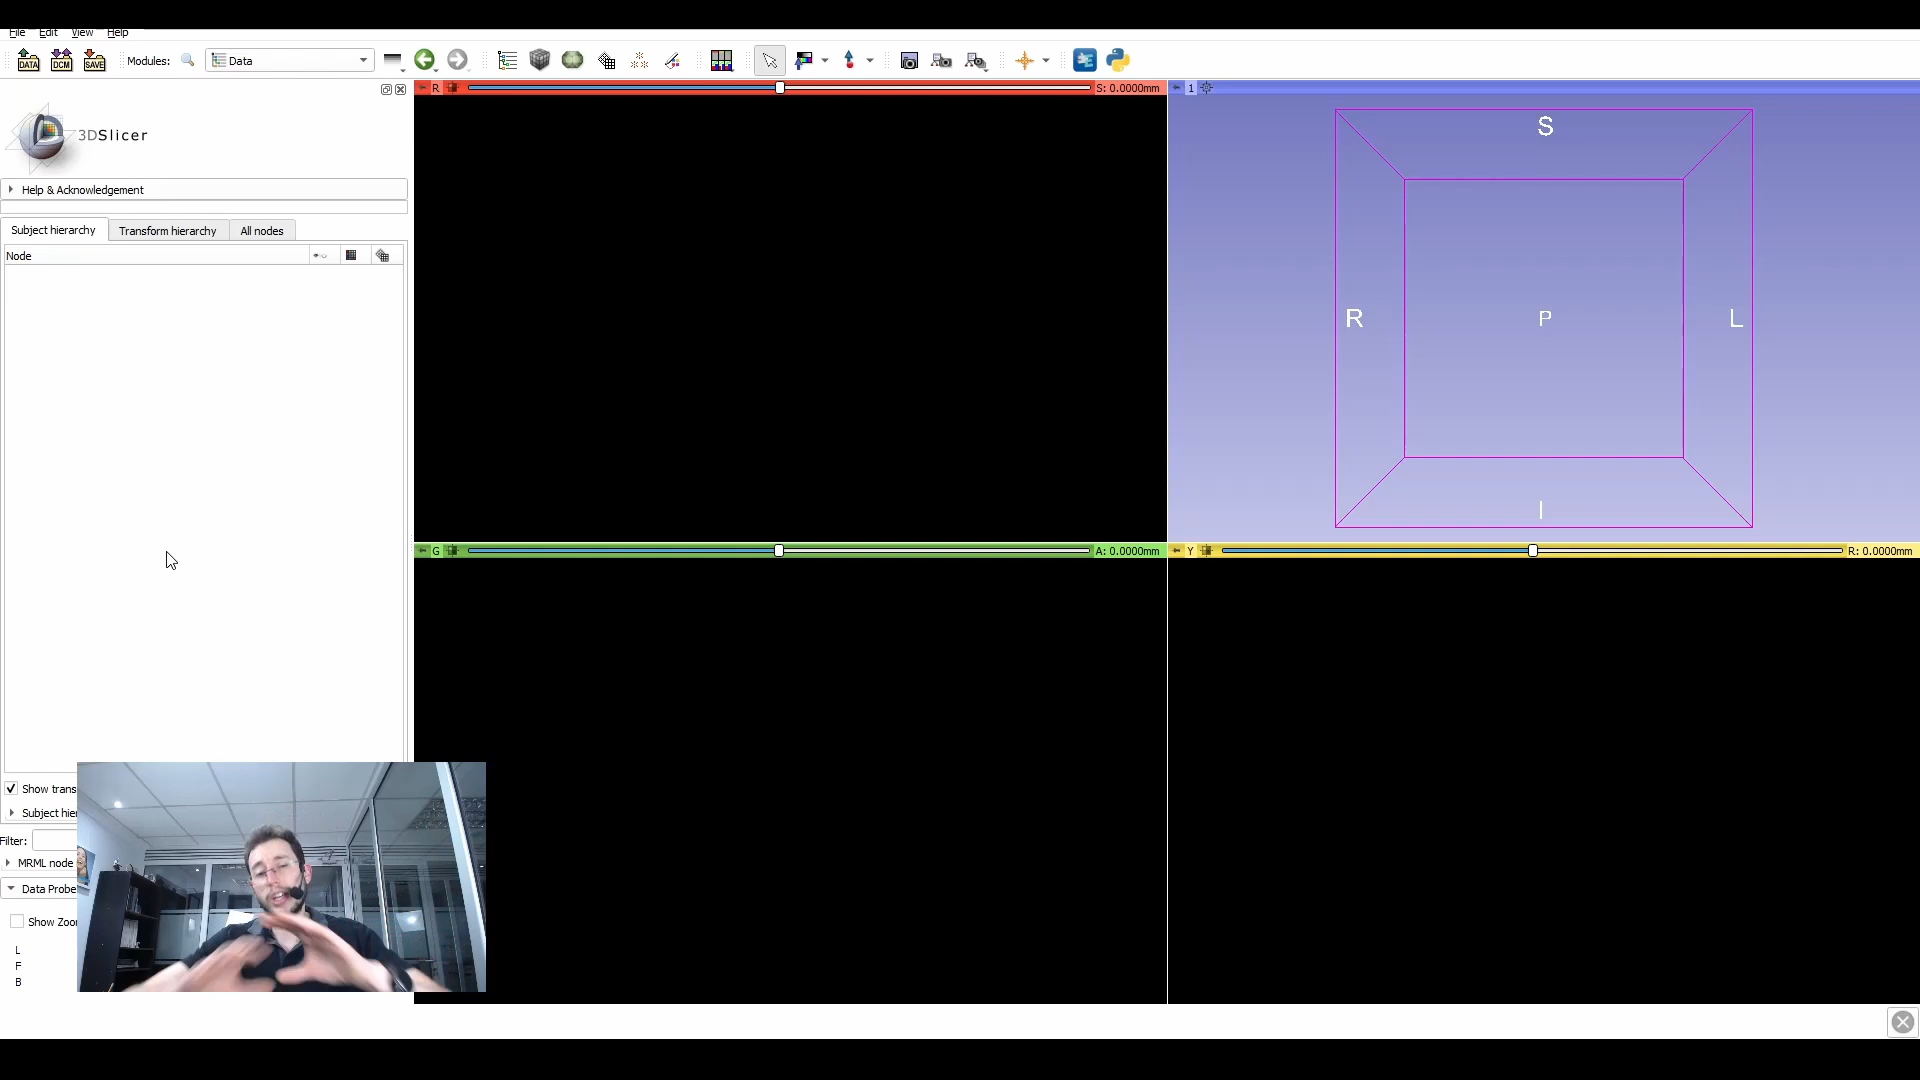 File Edit View Help
DATA DCM SAVE Modules: Data
R S: 0.0000mm 1
3DSlicer
Help & Acknowledgement
Subject hierarchy Transform hierarchy All nodes
Node
S
R P L
I
G A: 0.0000mm Y R: 0.0000mm
Show trans
Subject hier
Filter:
MRML node
Data Probe
Show Zoo
L
F
B